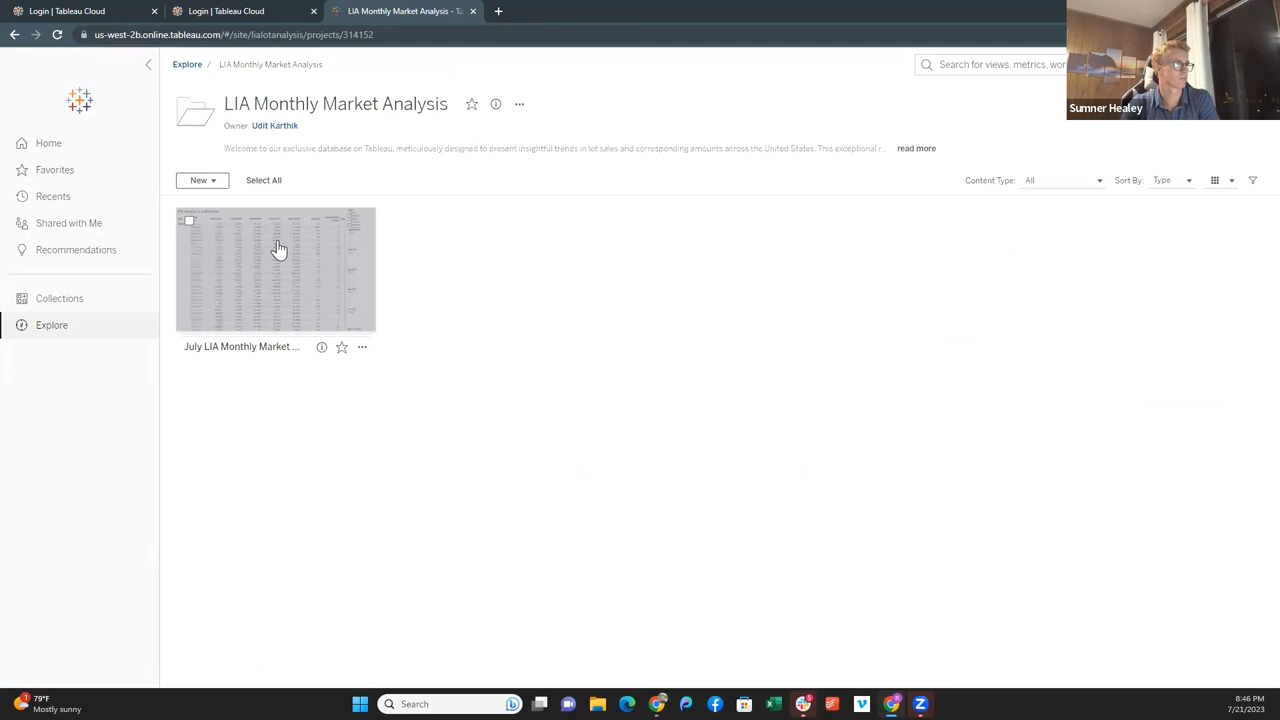 Login | Tableau Cloud
Login | Tableau Cloud
LIA Monthly Market Analysis - Ta
us-west-2b.online.tableau.com/#/site/lialotanalysis/projects/314152
Sumner Healey
Explore / LIA Monthly Market Analysis
Search for views, metrics, wor
LIA Monthly Market Analysis
Owner Udit Karthik
Welcome to our exclusive database on Tableau, meticulously designed to present insightful trends in lot sales and corresponding amounts across the United States. This exceptional r... read more
Home
Favorites
Recents
Shared with Me
Recommendations
Collections
Explore
New
Select All
Content Type: All
Sort By: Type
July LIA Monthly Market ...
79°F
Mostly sunny
Search
8:46 PM
7/21/2023